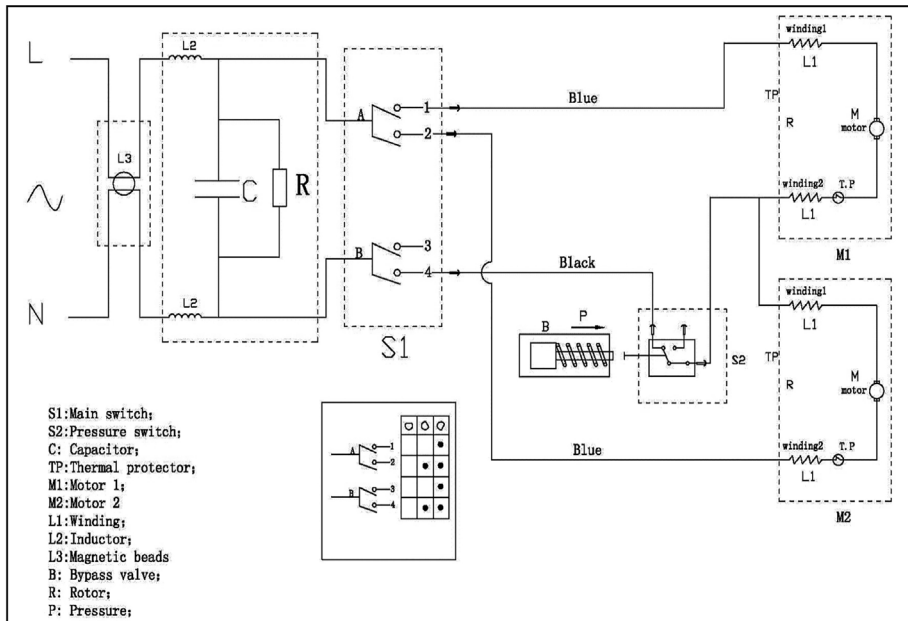 L
N
L3
L2
L2
C
R
A
B
1
2
3
4
S1
Blue
Black
Blue
B
P
S2
winding1
L1
TP
R
M
motor
winding2
T.P
L1
M1
winding1
L1
TP
R
M
motor
winding2
T.P
L1
M2
S1:Main switch;
S2:Pressure switch;
C: Capacitor;
TP:Thermal protector;
M1:Motor 1;
M2:Motor 2
L1:Winding;
L2:Inductor;
L3:Magnetic beads
B: Bypass valve;
R: Rotor;
P: Pressure;
A
1
2
B
3
4
0 0 0